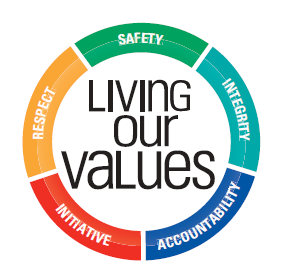 SAFETY
INTEGRITY
ACCOUNTABILITY
INITIATIVE
RESPECT
LIVING
our
VALUES